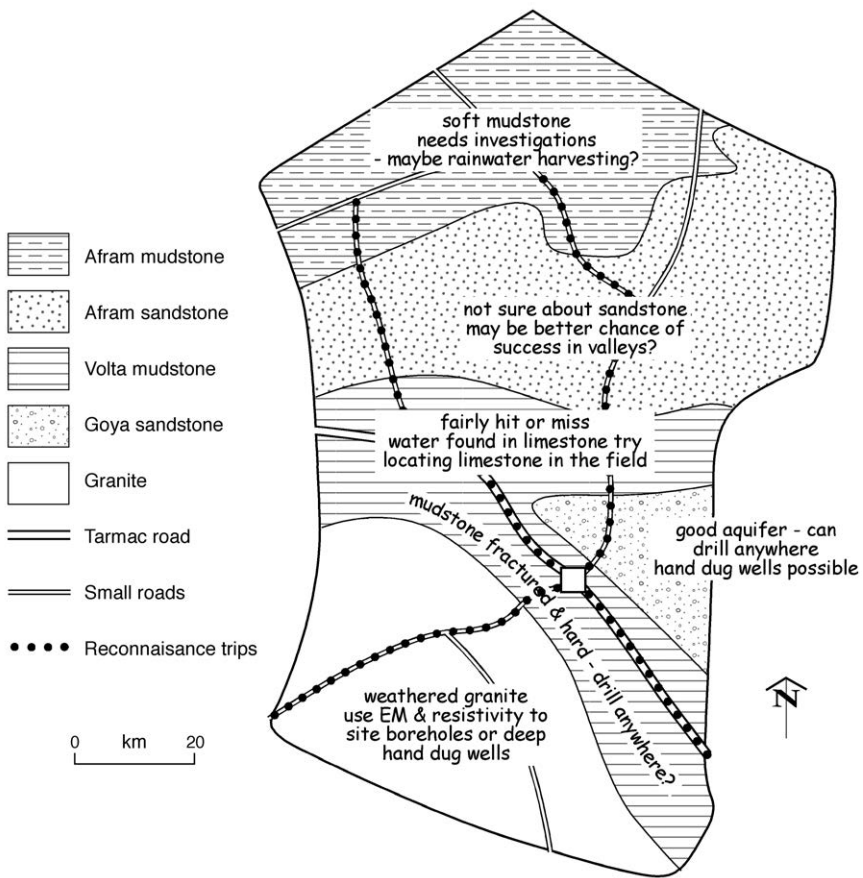 soft mudstone
needs investigations
- maybe rainwater harvesting?
Afram mudstone
Afram sandstone
Volta mudstone
Goya sandstone
Granite
Tarmac road
Small roads
Reconnaisance trips
0 km 20
not sure about sandstone
may be better chance of
success in valleys?
fairly hit or miss
water found in limestone try
locating limestone in the field
mudstone fractured & hard - drill anywhere?
good aquifer - can
drill anywhere
hand dug wells possible
weathered granite
use EM & resistivity to
site boreholes or deep
hand dug wells
N